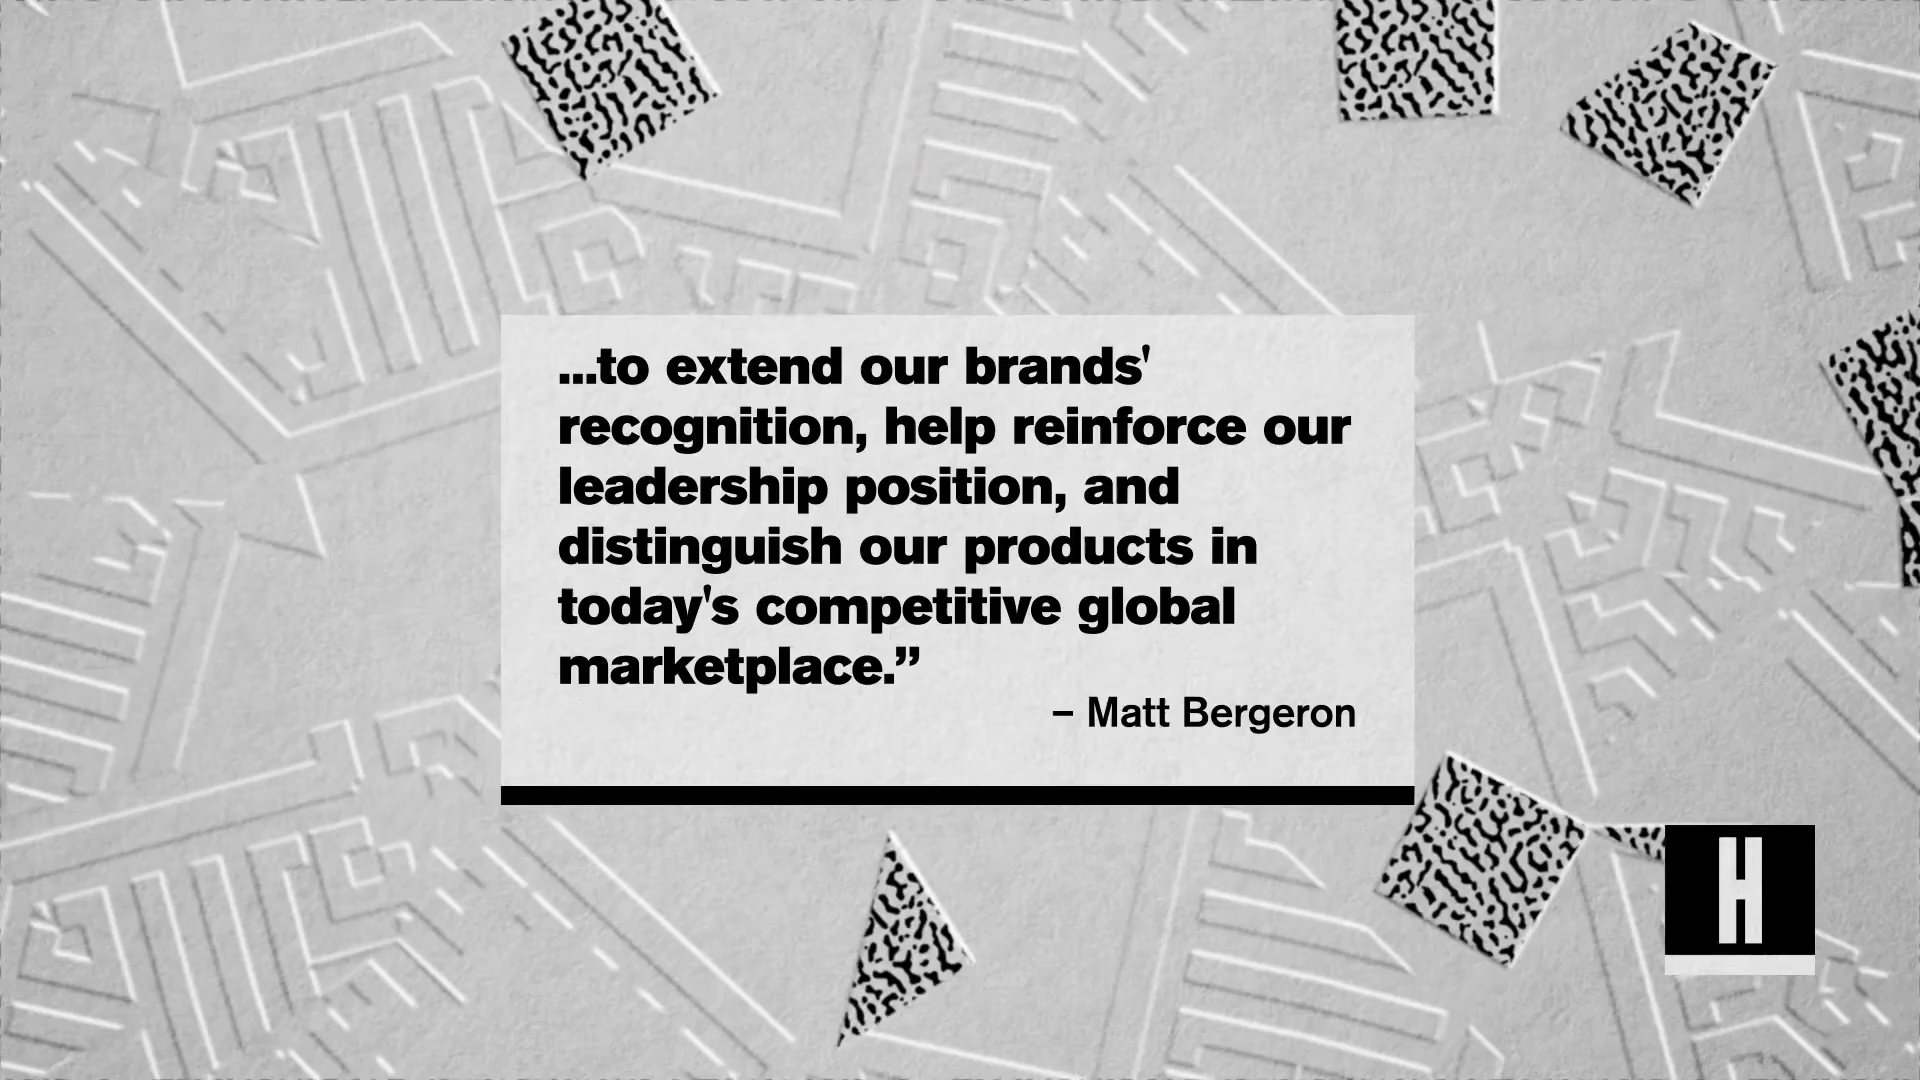 ...to extend our brands'
recognition, help reinforce our
leadership position, and
distinguish our products in
today's competitive global
marketplace.”
– Matt Bergeron
H